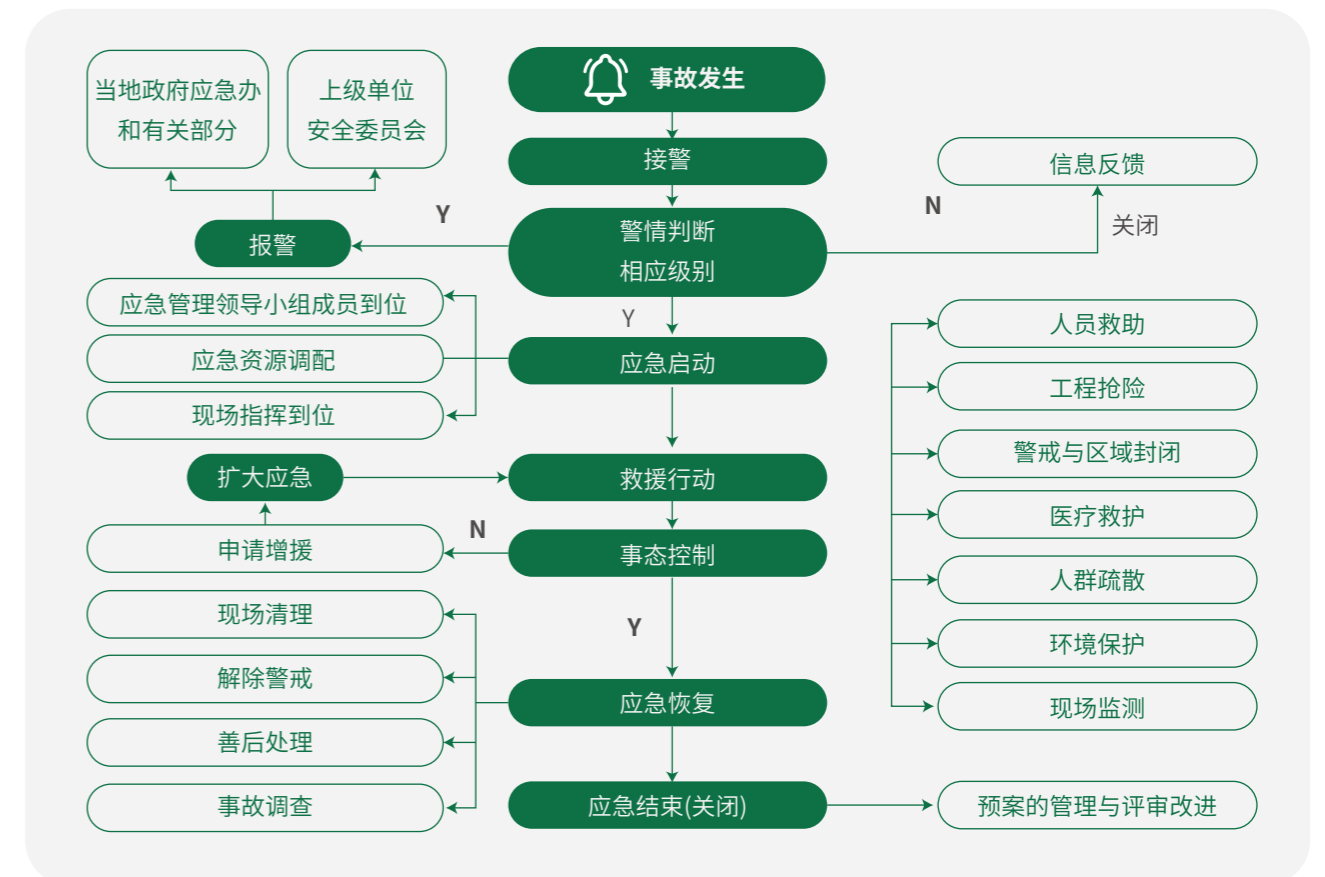 事故发生
当地政府应急办
和有关部分
上级单位
安全委员会
接警
信息反馈
Y
N
警情判断
相应级别
关闭
报警
应急管理领导小组成员到位
Y
人员救助
应急资源调配
应急启动
工程抢险
现场指挥到位
警戒与区域封闭
扩大应急
救援行动
医疗救护
N
申请增援
事态控制
人群疏散
现场清理
Y
环境保护
解除警戒
应急恢复
现场监测
善后处理
事故调查
应急结束(关闭)
预案的管理与评审改进